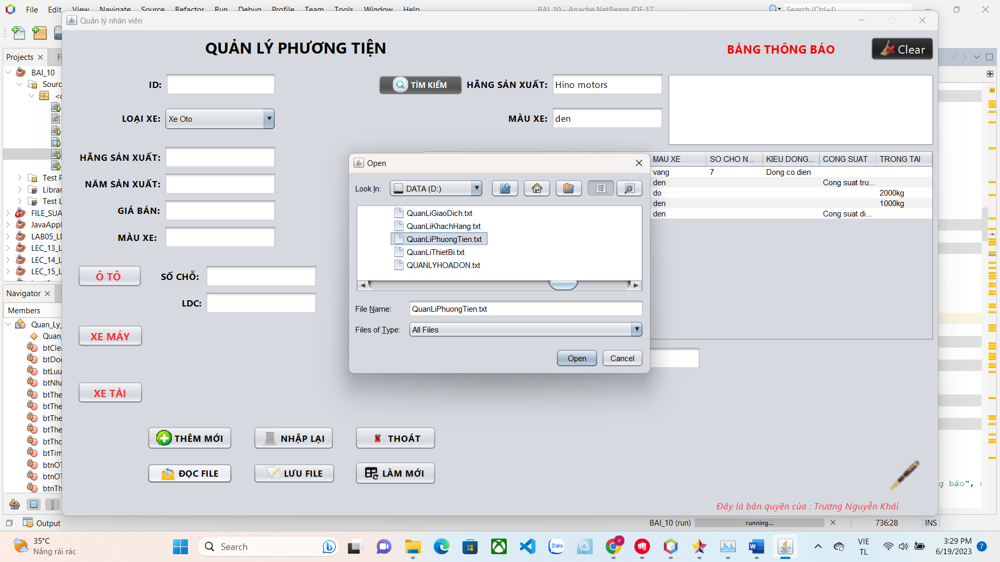 File Edit View Navigate Source Refactor Run Debug Profile Team Tools Window Help
BAI_10 - Apache NetBeans IDE 17
Search (Ctrl+I)
Quản lý nhân viên
QUẢN LÝ PHƯƠNG TIỆN
BẢNG THÔNG BÁO
Clear
Projects
BAI_10
ID:
TÌM KIẾM
HÃNG SẢN XUẤT:
Hino motors
LOẠI XE:
Xe Oto
MÀU XE:
den
HÃNG SẢN XUẤT:
NĂM SẢN XUẤT:
GIÁ BÁN:
MÀU XE:
Ô TÔ
SỐ CHỖ:
LDC:
XE MÁY
XE TẢI
THÊM MỚI
NHẬP LẠI
THOÁT
ĐỌC FILE
LƯU FILE
LÀM MỚI
MAU XE SO CHO N... KIEU DONG... CONG SUAT TRONG TAI
vang 7 Dong co dien
den Cong suat tru...
do 2000kg
den 1000kg
den Cong suat di...
Open
Look In:
DATA (D:)
QuanLiGiaoDich.txt
QuanLiKhachHang.txt
QuanLiPhuongTien.txt
QuanLiThietBi.txt
QUANLYHOADON.txt
File Name:
QuanLiPhuongTien.txt
Files of Type:
All Files
Open
Cancel
Sourc
Test P
Librar
Test L
FILE_SUA
JavaAppl
LAB05_LD
LEC_13_L
LEC_14_L
LEC_15_L
Navigator
Members
Quan_Ly_
Quan_
btClea
btDoc
btLuu
btNha
btThe
btThe
btThe
btThe
btTho
btTim
btnOT
btnOT
btnTh
g báo",
Đây là bản quyền của : Trương Nguyễn Khải
Output
BAI_10 (run)
running...
736:28
INS
35°C
Nắng rải rác
Search
Zalo
VIE
TL
3:29 PM
6/19/2023
7